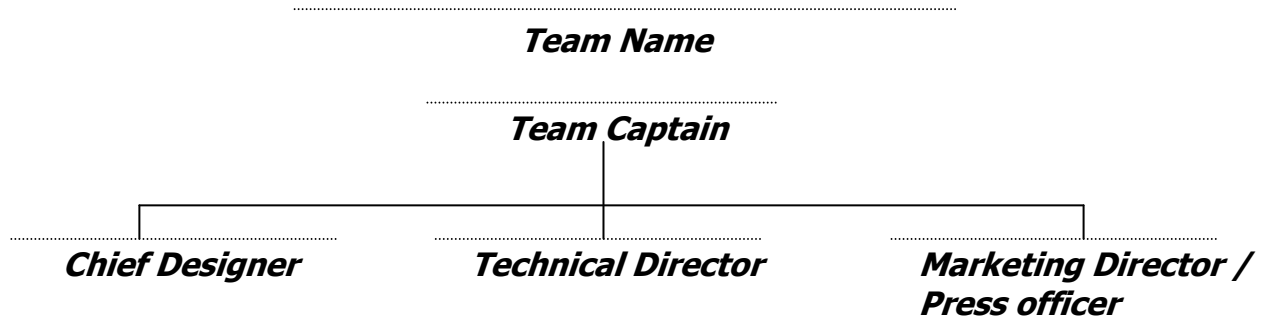 Team Name
Team Captain
Chief Designer
Technical Director
Marketing Director /
Press officer